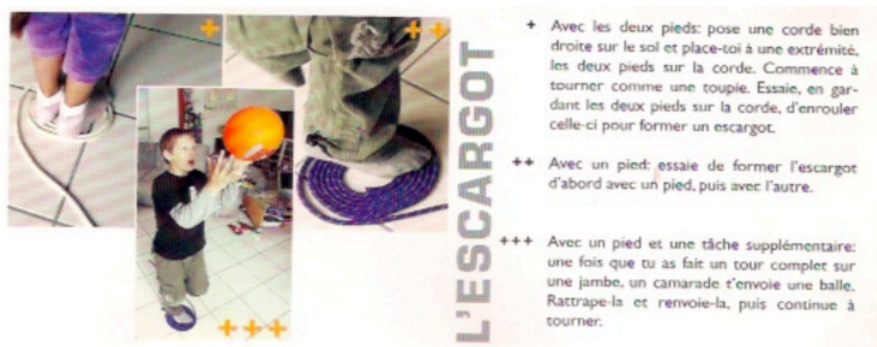 +
++
+++
L'ESCARGOT
+ Avec les deux pieds: pose une corde bien
droite sur le sol et place-toi à une extrémité,
les deux pieds sur la corde. Commence à
tourner comme une toupie. Essaie, en gar-
dant les deux pieds sur la corde, d'enrouler
celle-ci pour former un escargot.
++ Avec un pied: essaie de former l'escargot
d'abord avec un pied, puis avec l'autre.
+++ Avec un pied et une tâche supplémentaire:
une fois que tu as fait un tour complet sur
une jambe, un camarade t'envoie une balle.
Rattrape-la et renvoie-la, puis continue à
tourner.